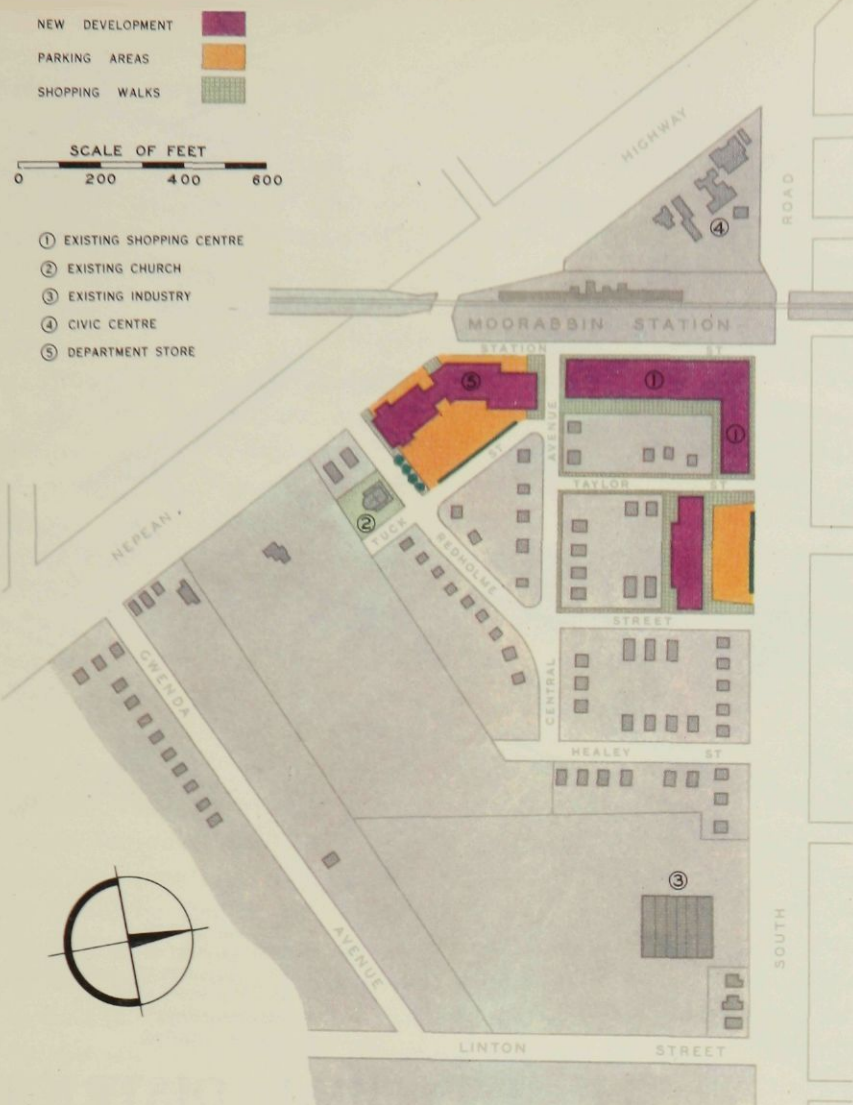 NEW DEVELOPMENT
PARKING AREAS
SHOPPING WALKS
SCALE OF FEET
0 200 400 600
① EXISTING SHOPPING CENTRE
② EXISTING CHURCH
③ EXISTING INDUSTRY
④ CIVIC CENTRE
⑤ DEPARTMENT STORE
HIGHWAY
ROAD
④
MOORABBIN STATION
STATION ST
⑤
①
①
AVENUE
ST
TAYLOR ST
②
TUCK
NEPEAN
REDHOLME
STREET
GWENDA
CENTRAL
HEALEY ST
③
SOUTH
AVENUE
LINTON STREET